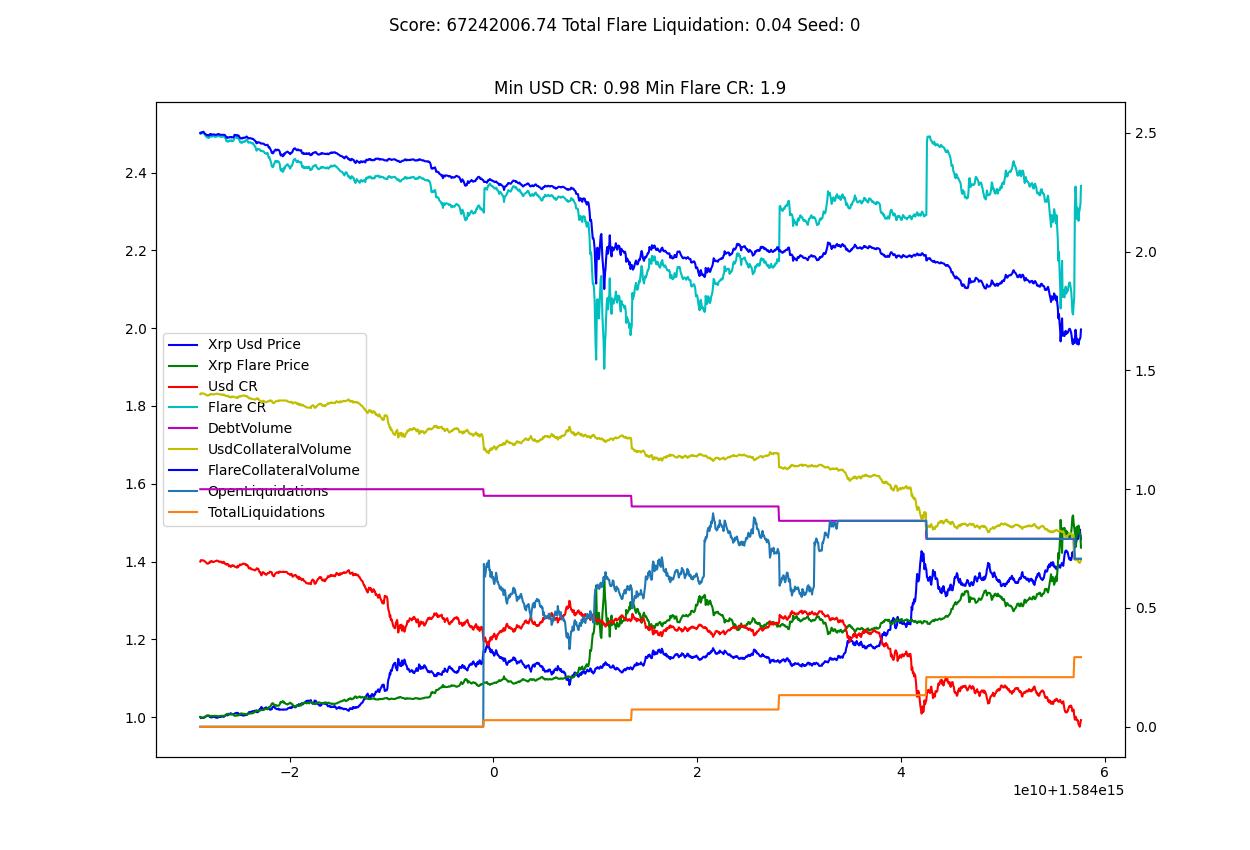 Score: 67242006.74 Total Flare Liquidation: 0.04 Seed: 0
Min USD CR: 0.98 Min Flare CR: 1.9
2.4
2.2
2.0
1.8
1.6
1.4
1.2
1.0
2.5
2.0
1.5
1.0
0.5
0.0
Xrp Usd Price
Xrp Flare Price
Usd CR
Flare CR
DebtVolume
UsdCollateralVolume
FlareCollateralVolume
OpenLiquidations
TotalLiquidations
−2 0 2 4 6
1e10+1.584e15